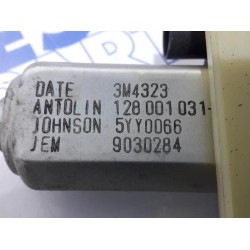 DATE 3M4323
ANTOLIN 128 001 031-
JOHNSON 5YY0066
JEM 9030284